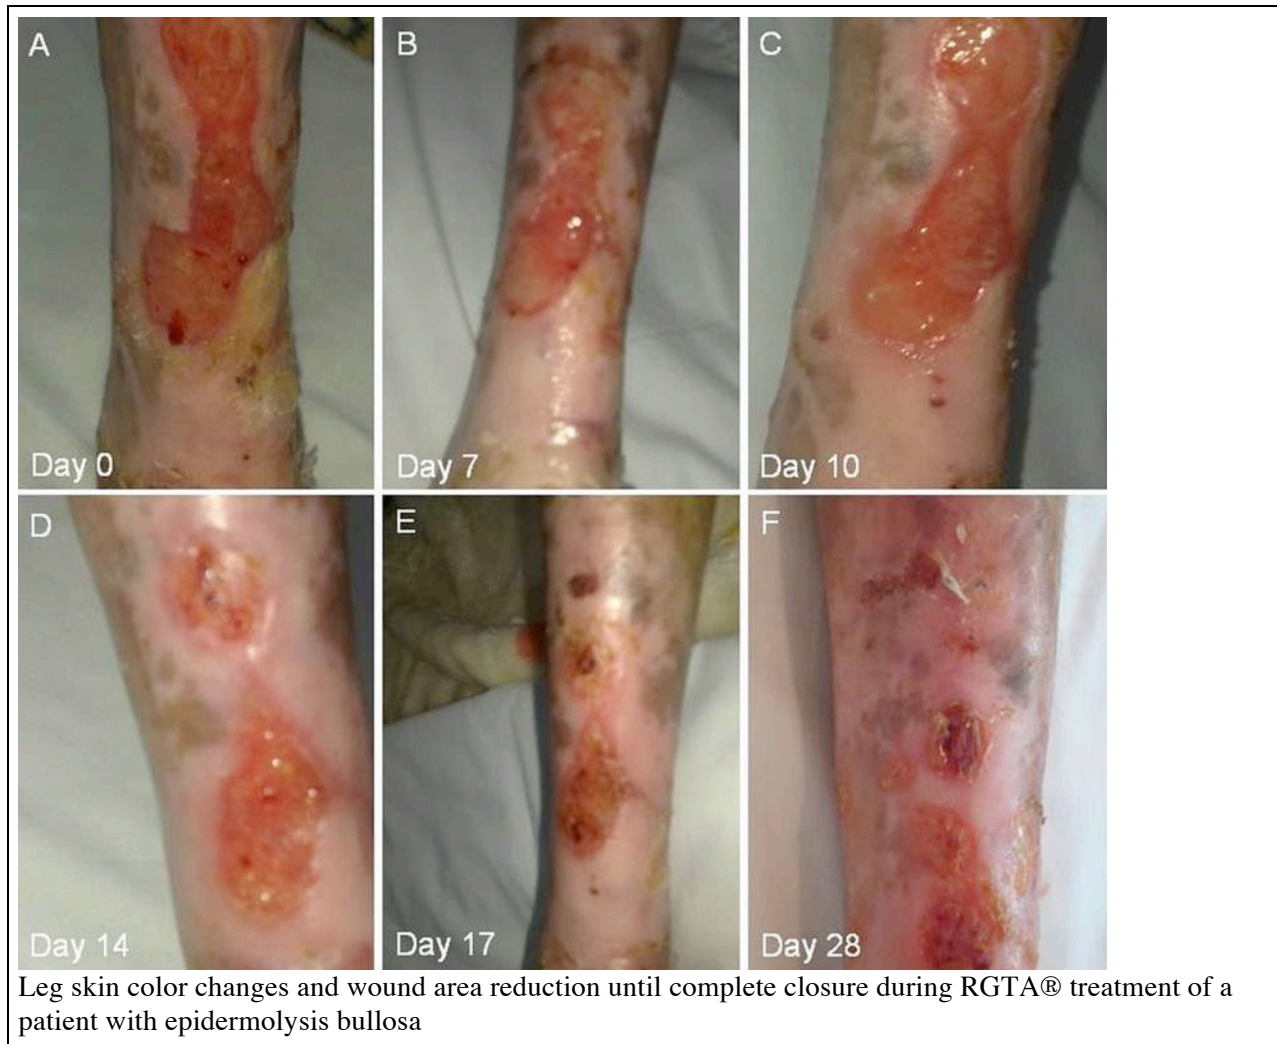 A
B
C
Day 0
Day 7
Day 10
D
E
F
Day 14
Day 17
Day 28
Leg skin color changes and wound area reduction until complete closure during RGTA® treatment of a
patient with epidermolysis bullosa